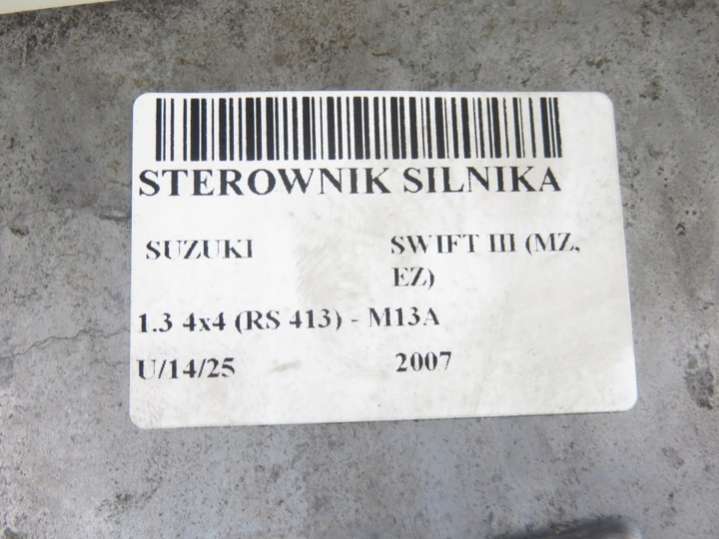 STEROWNIK SILNIKA
SUZUKI SWIFT III (MZ,
EZ)
1.3 4x4 (RS 413) - M13A
U/14/25 2007